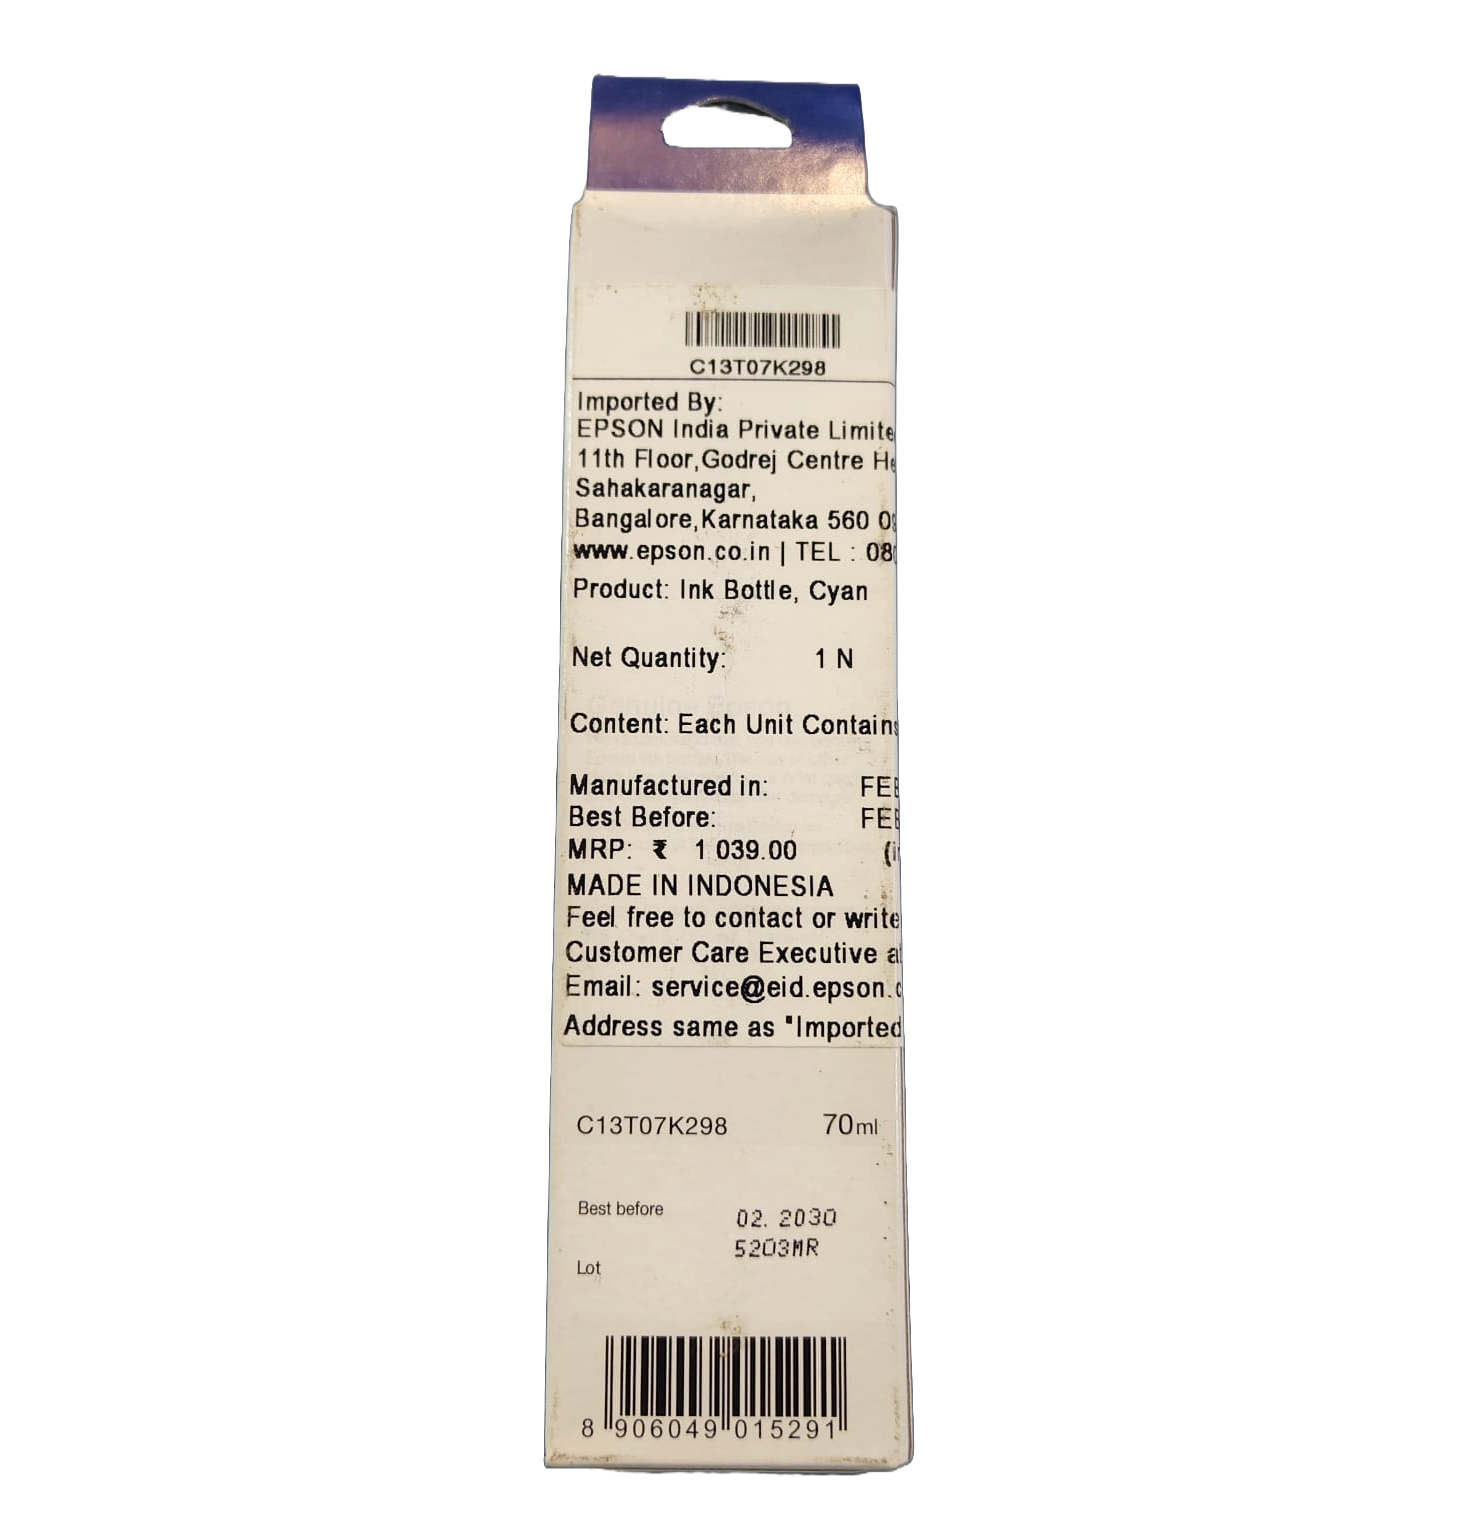 C13T07K298
Imported By:
EPSON India Private Limite
11th Floor,Godrej Centre He
Sahakaranagar,
Bangalore,Karnataka 560 0
www.epson.co.in | TEL : 08
Product: Ink Bottle, Cyan
Net Quantity: 1 N
Content: Each Unit Contains
Manufactured in: FEB
Best Before: FEB
MRP: ₹ 1 039.00 (i
MADE IN INDONESIA
Feel free to contact or write
Customer Care Executive a
Email: service@eid.epson.c
Address same as "Imported
C13T07K298 70ml
Best before 02. 2030
5203MR
Lot
8 906049 015291